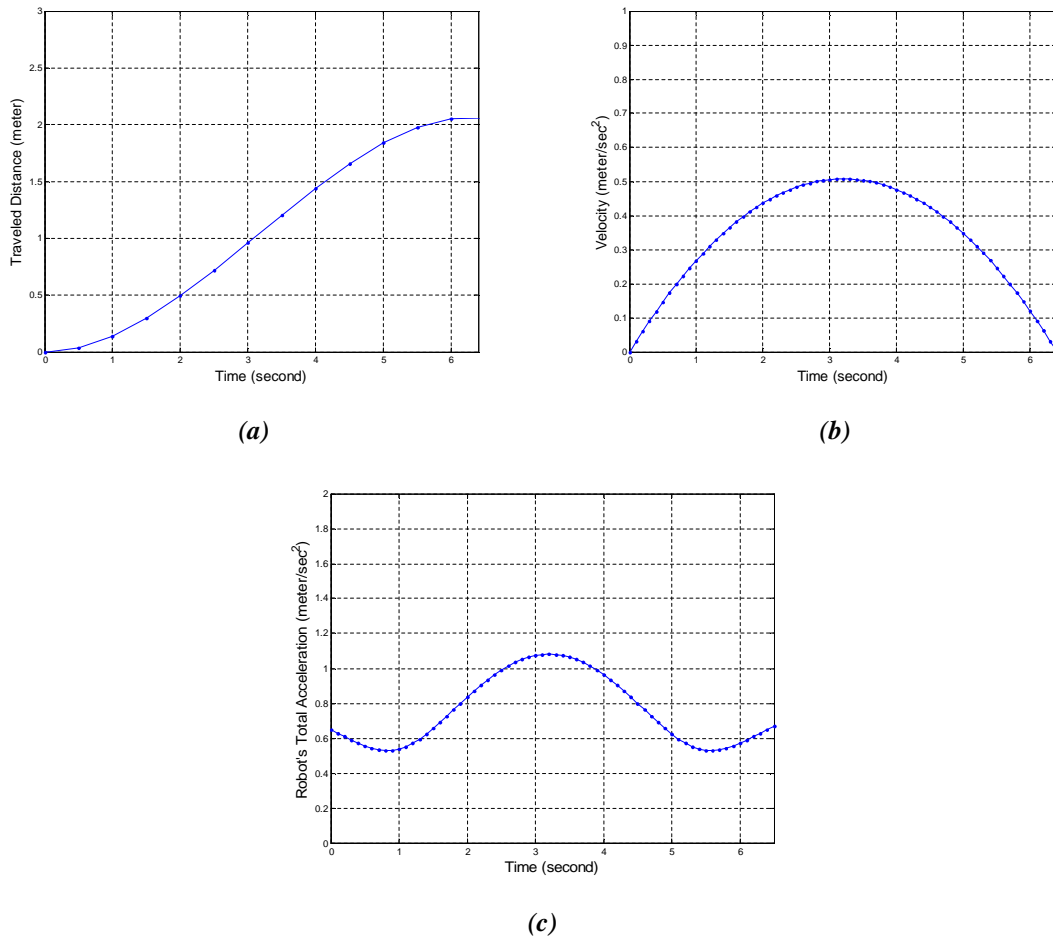 Traveled Distance (meter)
3
2.5
2
1.5
1
0.5
0
0 1 2 3 4 5 6
Time (second)
(a)
Velocity (meter/sec²)
1
0.9
0.8
0.7
0.6
0.5
0.4
0.3
0.2
0.1
0
0 1 2 3 4 5 6
Time (second)
(b)
Robot's Total Acceleration (meter/sec²)
2
1.8
1.6
1.4
1.2
1
0.8
0.6
0.4
0.2
0
0 1 2 3 4 5 6
Time (second)
(c)